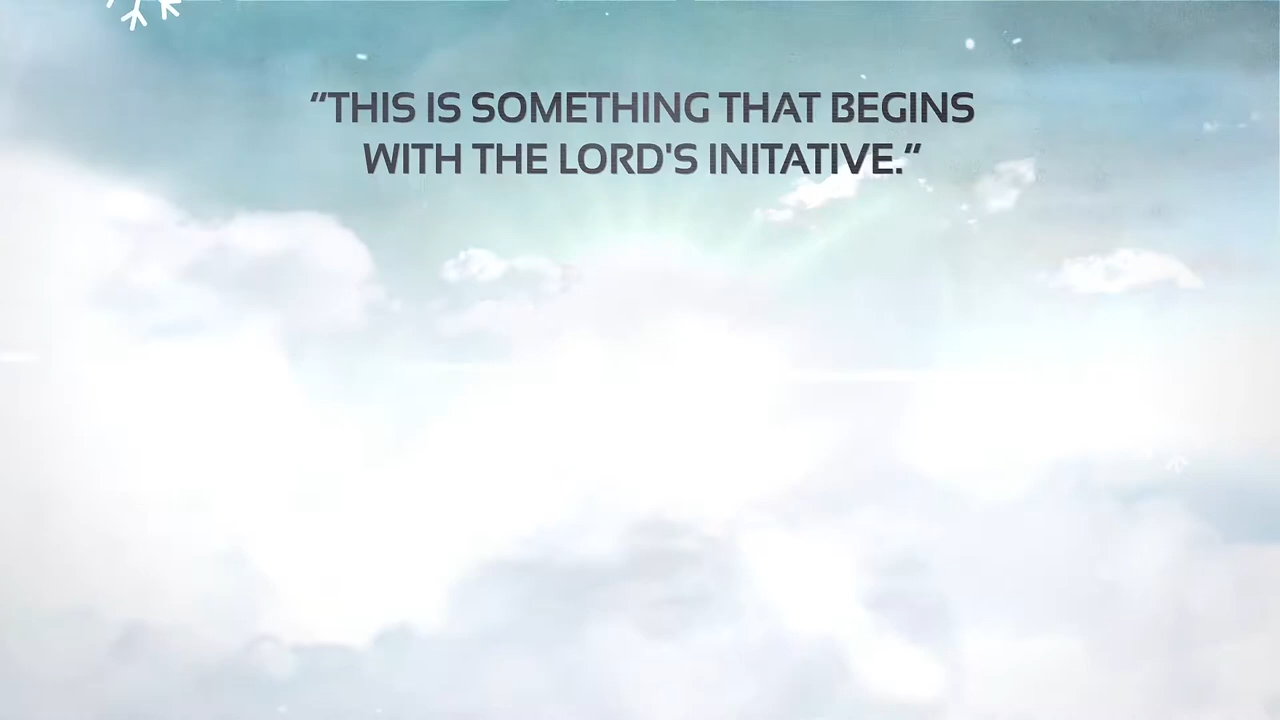 “THIS IS SOMETHING THAT BEGINS
WITH THE LORD'S INITATIVE.”